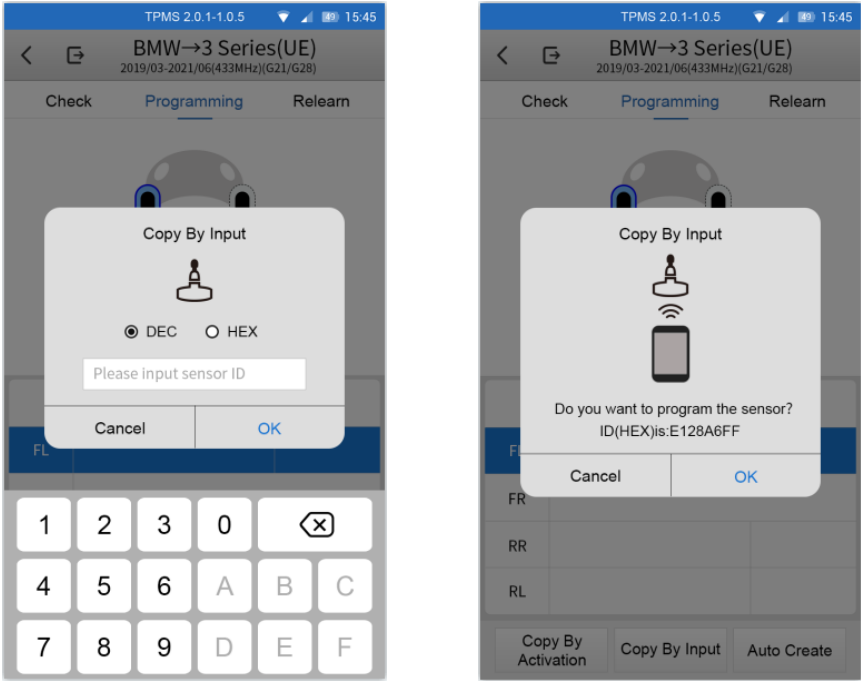 TPMS 2.0.1-1.0.5 49 15:45
BMW→3 Series(UE)
2019/03-2021/06(433MHz)(G21/G28)
Check Programming Relearn
Copy By Input
DEC HEX
Please input sensor ID
Cancel OK
FL
1 2 3 0
4 5 6 A B C
7 8 9 D E F
TPMS 2.0.1-1.0.5 49 15:45
BMW→3 Series(UE)
2019/03-2021/06(433MHz)(G21/G28)
Check Programming Relearn
Copy By Input
Do you want to program the sensor?
ID(HEX)is:E128A6FF
Cancel OK
FR
RR
RL
Copy By
Activation
Copy By Input
Auto Create